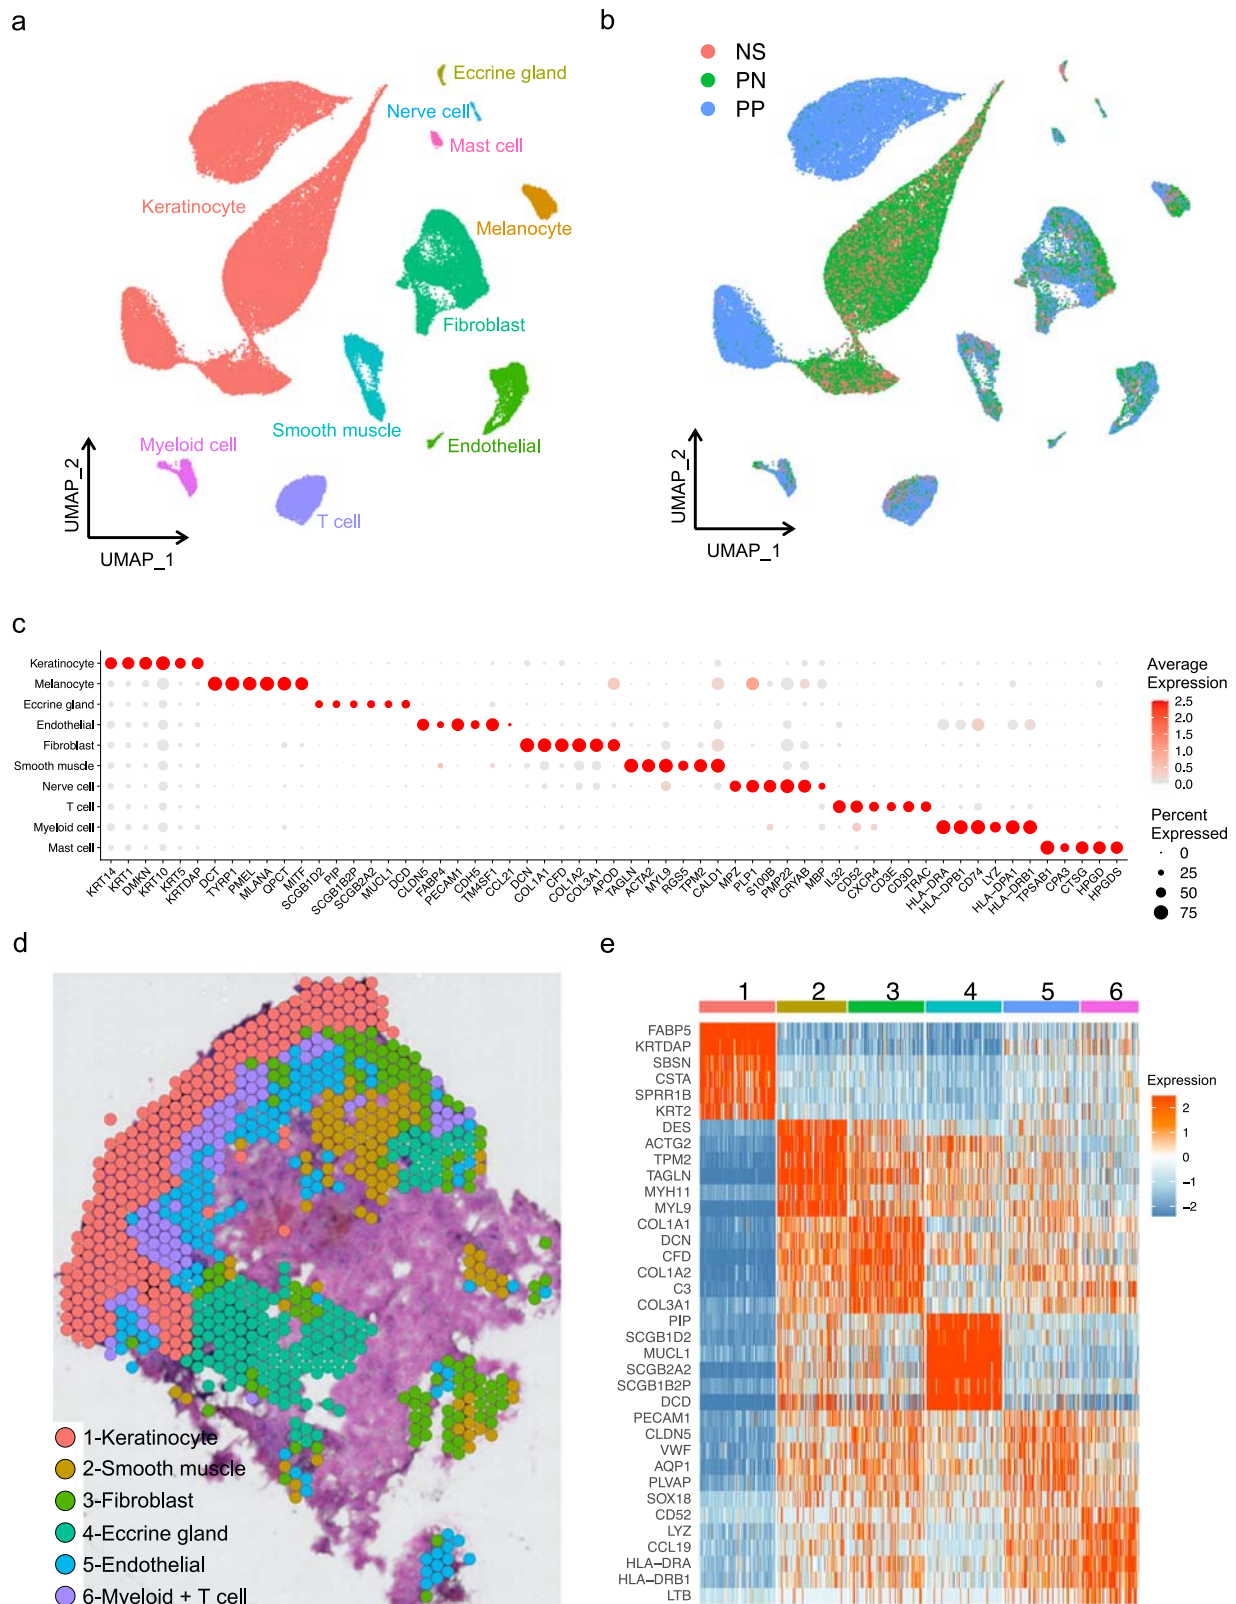 a
Eccrine gland
Nerve cell
Mast cell
Keratinocyte
Melanocyte
Fibroblast
Smooth muscle
Endothelial
Myeloid cell
T cell
UMAP_2
UMAP_1
b
NS
PN
PP
UMAP_2
UMAP_1
c
Keratinocyte
Melanocyte
Eccrine gland
Endothelial
Fibroblast
Smooth muscle
Nerve cell
T cell
Myeloid cell
Mast cell
KRT14
KRT1
DMKN
KRT10
KRT5
KRTDAP
DCT
TYRP1
PMEL
MLANA
QPCT
MITF
SCGB1D2
PIP
SCGB1B2P
SCGB2A2
MUCL1
DCD
CLDN5
FABP4
PECAM1
CDH5
TM4SF1
CCL21
DCN
COL1A1
CFD
COL1A2
COL3A1
APOD
TAGLN
ACTA2
MYL9
RGS5
TPM2
CALD1
MPZ
PLP1
S100B
PMP22
CRYAB
MBP
IL32
CD52
CXCR4
CD3E
CD3D
TRAC
HLA-DRA
HLA-DPB1
CD74
LYZ
HLA-DPA1
HLA-DRB1
TPSAB1
CPA3
CTSG
HPGD
HPGDS
Average
Expression
2.5
2.0
1.5
1.0
0.5
0.0
Percent
Expressed
0
25
50
75
d
1-Keratinocyte
2-Smooth muscle
3-Fibroblast
4-Eccrine gland
5-Endothelial
6-Myeloid + T cell
e
1 2 3 4 5 6
FABP5
KRTDAP
SBSN
CSTA
SPRR1B
KRT2
DES
ACTG2
TPM2
TAGLN
MYH11
MYL9
COL1A1
DCN
CFD
COL1A2
C3
COL3A1
PIP
SCGB1D2
MUCL1
SCGB2A2
SCGB1B2P
DCD
PECAM1
CLDN5
VWF
AQP1
PLVAP
SOX18
CD52
LYZ
CCL19
HLA-DRA
HLA-DRB1
LTB
Expression
2
1
0
-1
-2